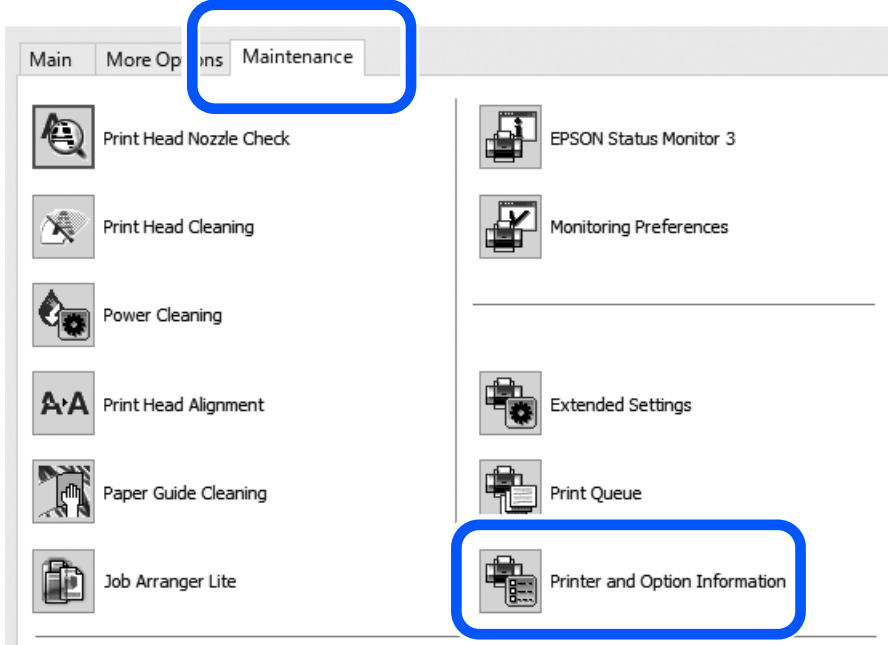 Main
More Options
Maintenance
Print Head Nozzle Check
Print Head Cleaning
Power Cleaning
Print Head Alignment
Paper Guide Cleaning
Job Arranger Lite
EPSON Status Monitor 3
Monitoring Preferences
Extended Settings
Print Queue
Printer and Option Information